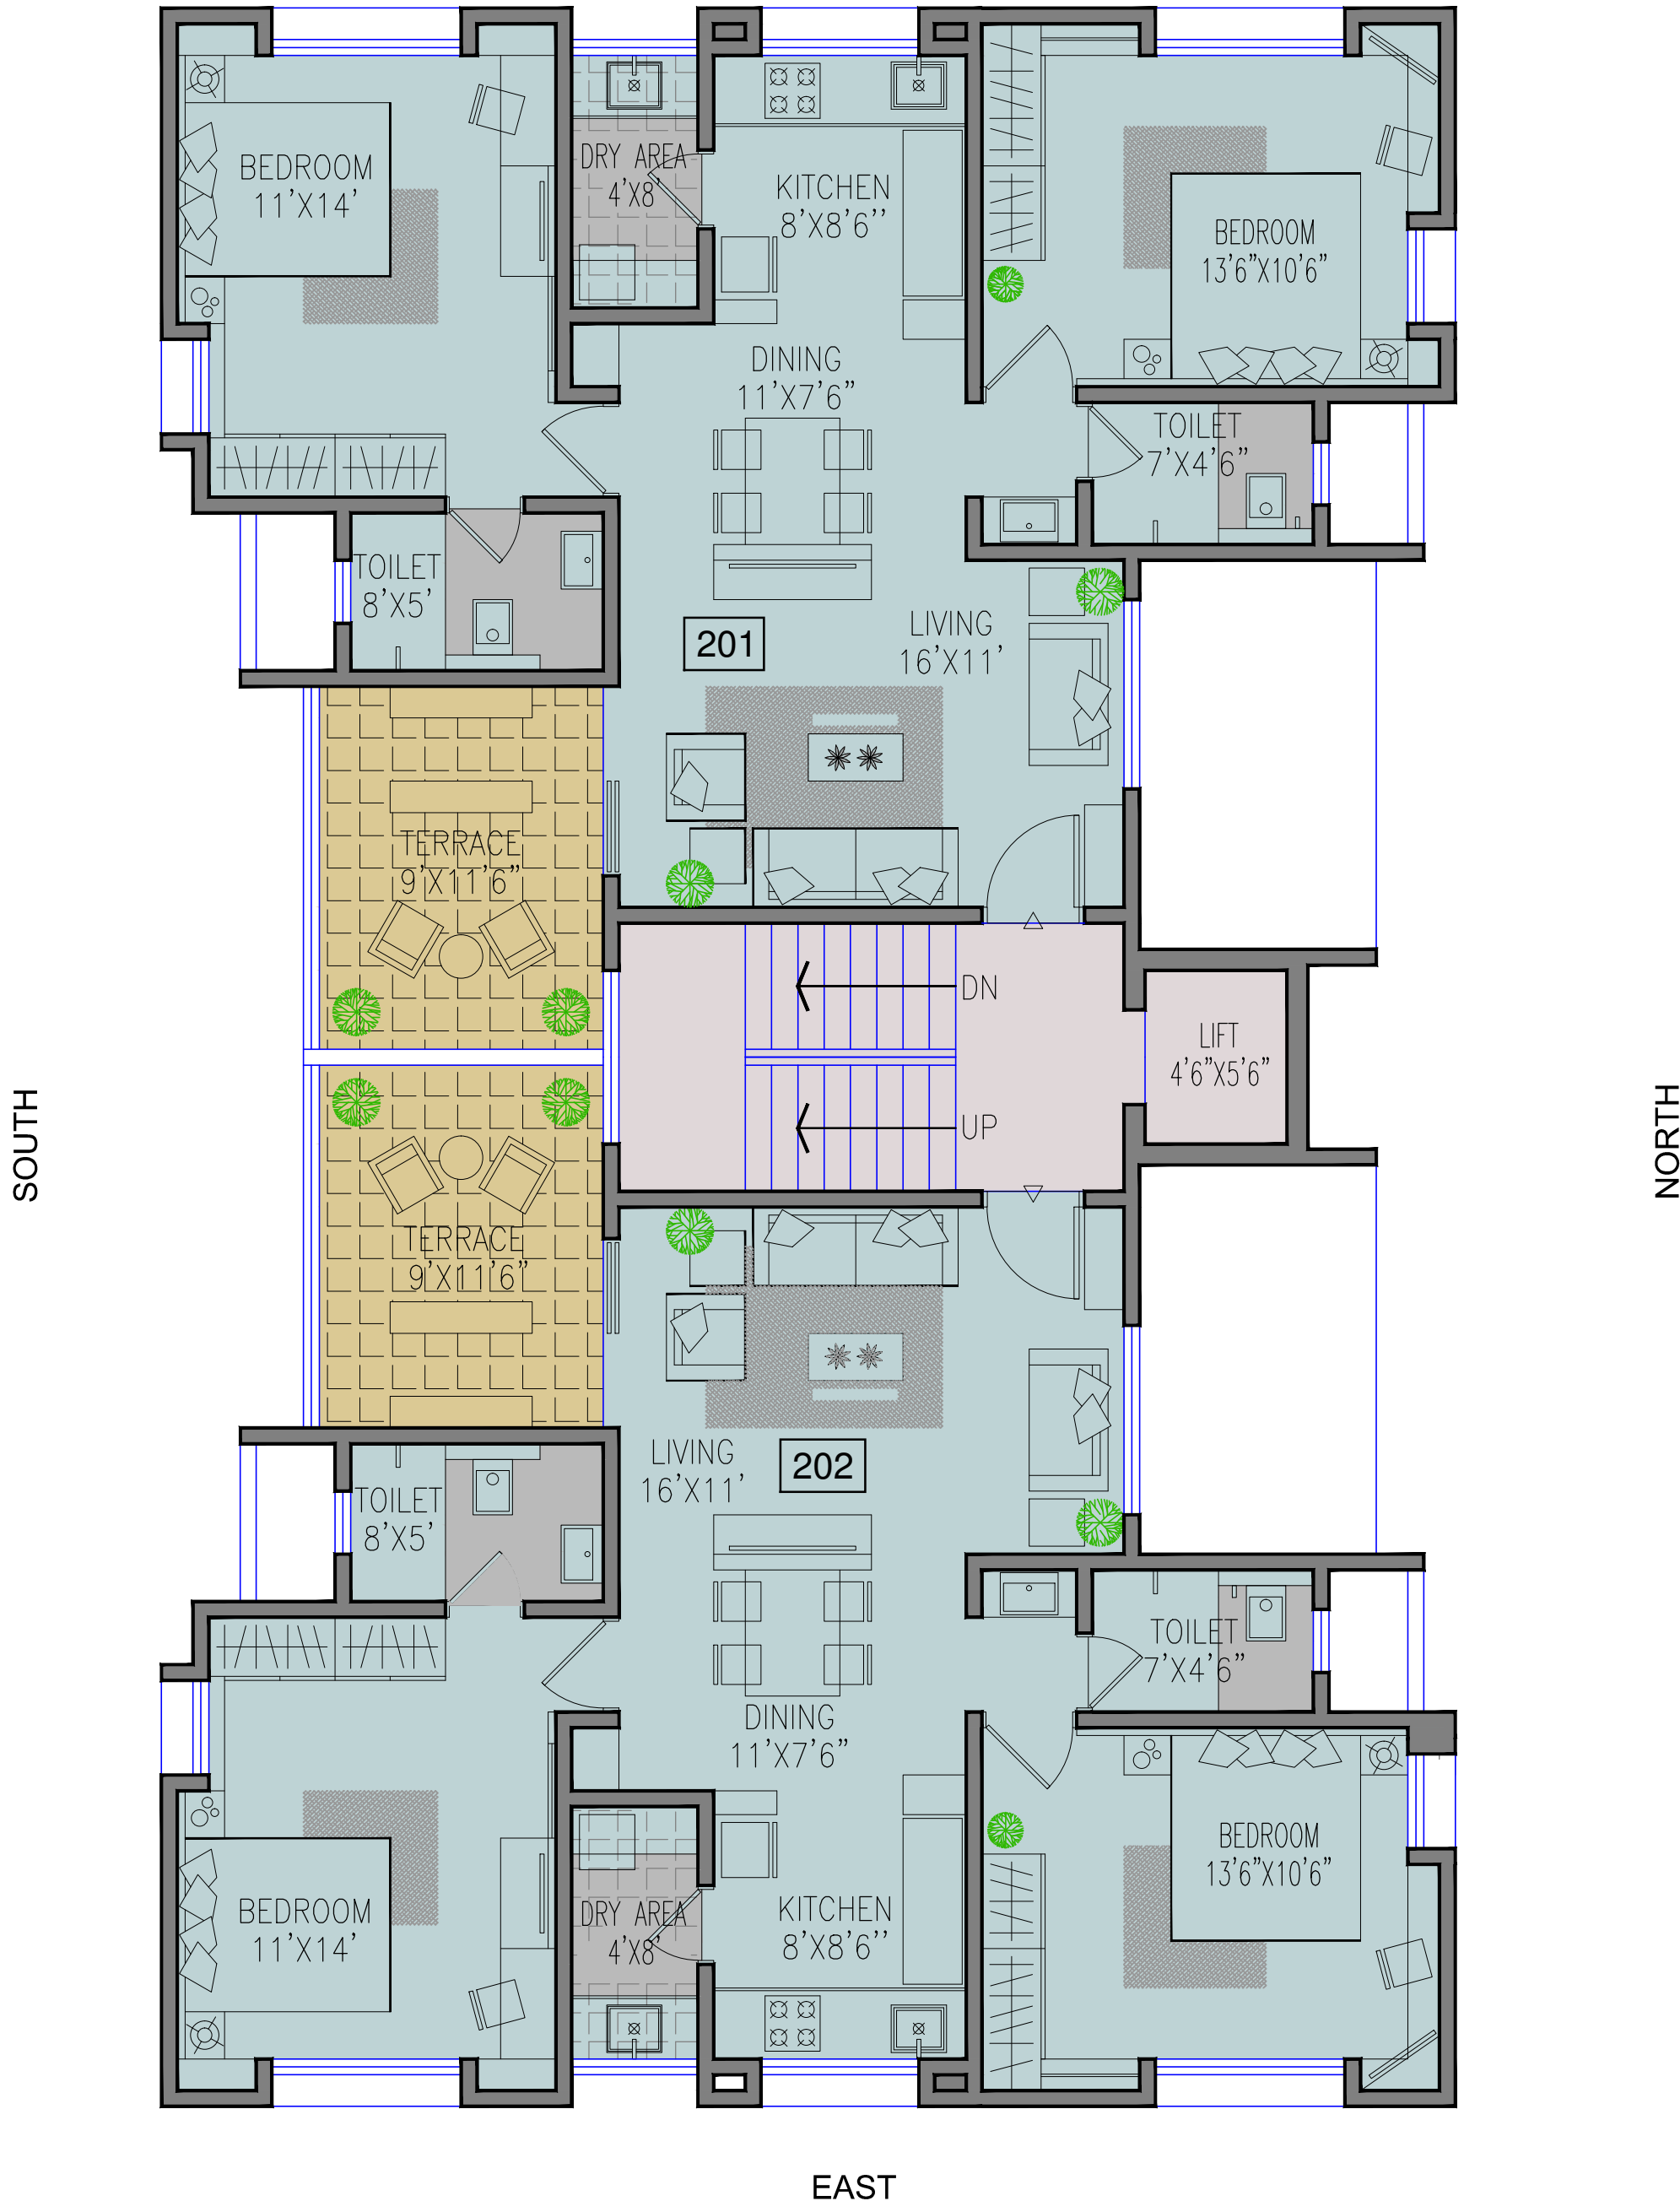 BEDROOM
11'X14'
DRY AREA
4'X8'
KITCHEN
8'X8'6''
BEDROOM
13'6"X10'6"
DINING
11'X7'6"
TOILET
7'X4'6"
TOILET
8'X5'
LIVING
16'X11'
201
TERRACE
9'X11'6"
DN
LIFT
4'6"X5'6"
UP
SOUTH
NORTH
TERRACE
9'X11'6"
LIVING
16'X11'
202
TOILET
8'X5'
TOILET
7'X4'6"
DINING
11'X7'6"
BEDROOM
13'6"X10'6"
BEDROOM
11'X14'
DRY AREA
4'X8'
KITCHEN
8'X8'6''
EAST